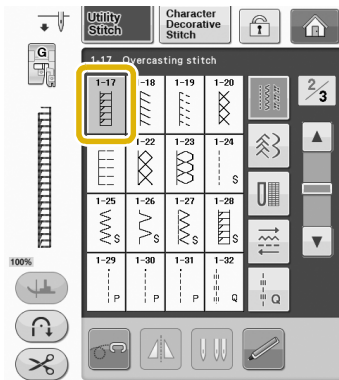 Utility
Stitch
Character
Decorative
Stitch
G
1-17 Overcasting stitch
1-17
1-18
1-19
1-20
2/3
1-22
1-23
1-24
S
1-25
S
1-26
S
1-27
S
1-28
S
100%
1-29
P
1-30
P
1-31
P
1-32
Q
Q